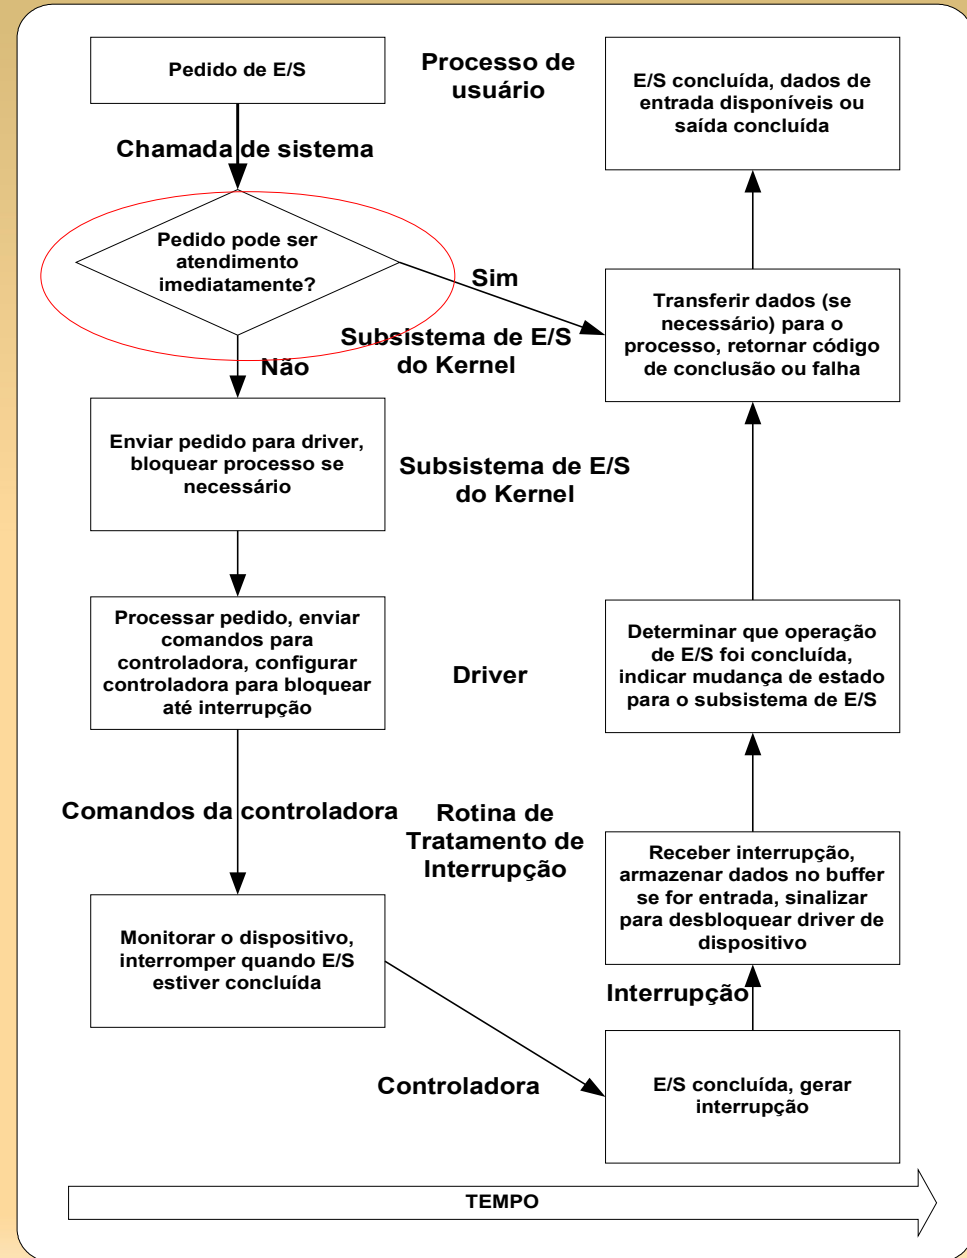 Pedido de E/S
Processo de
usuário
E/S concluída, dados de
entrada disponíveis ou
saída concluída
Chamada de sistema
Pedido pode ser
atendimento
imediatamente?
Sim
Transferir dados (se
necessário) para o
processo, retornar código
de conclusão ou falha
Subsistema de E/S
do Kernel
Não
Enviar pedido para driver,
bloquear processo se
necessário
Subsistema de E/S
do Kernel
Processar pedido, enviar
comandos para
controladora, configurar
controladora para bloquear
até interrupção
Driver
Determinar que operação
de E/S foi concluída,
indicar mudança de estado
para o subsistema de E/S
Comandos da controladora
Rotina de
Tratamento de
Interrupção
Receber interrupção,
armazenar dados no buffer
se for entrada, sinalizar
para desbloquear driver de
dispositivo
Monitorar o dispositivo,
interromper quando E/S
estiver concluída
Interrupção
Controladora
E/S concluída, gerar
interrupção
TEMPO